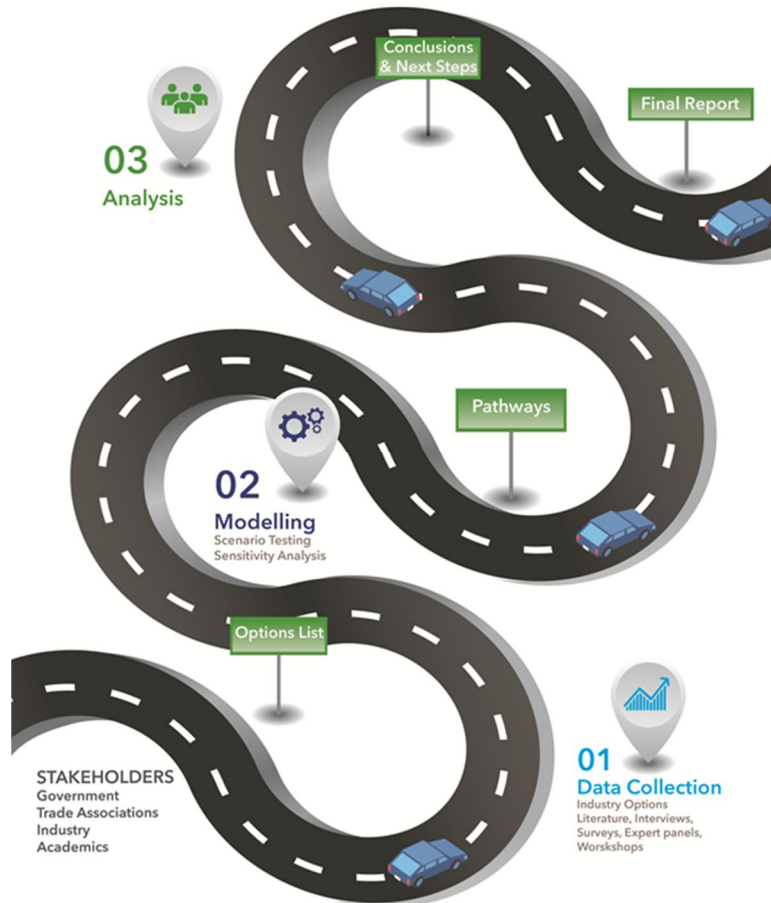 Conclusions
& Next Steps
Final Report
03
Analysis
Pathways
02
Modelling
Scenario Testing
Sensitivity Analysis
Options List
STAKEHOLDERS
Government
Trade Associations
Industry
Academics
01
Data Collection
Industry Options
Literature, Interviews,
Surveys, Expert panels,
Worskshops